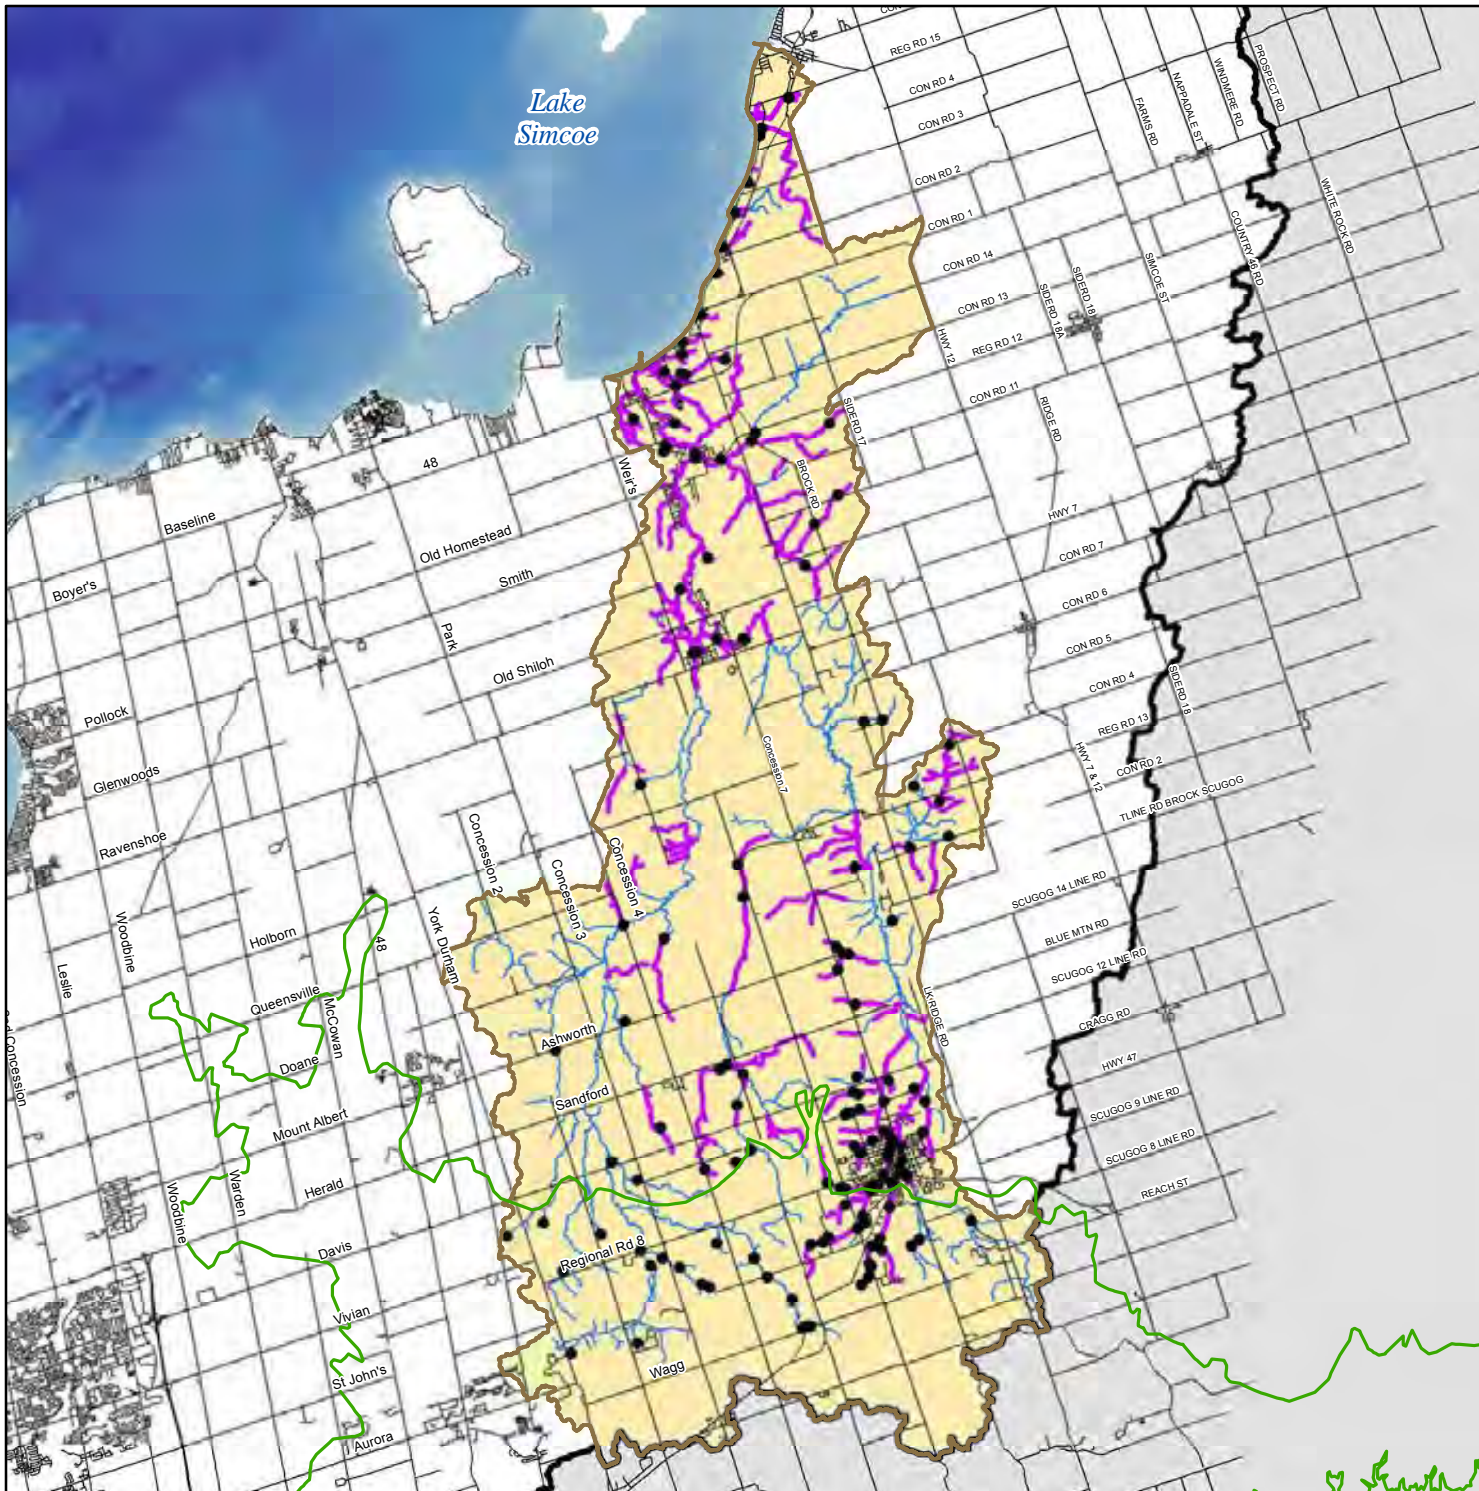 CON
REG RD 15
CON RD 4
CON RD 3
CON RD 2
CON RD 1
CON RD 14
CON RD 13
REG RD 12
CON RD 11
PROSPECT RD
WINDMERE RD
NAPPADALE ST
FARMS RD
WHITE ROCK RD
COUNTRY 46 RD
SIMCOE ST
SIDERD 18
SIDERD 18A
HWY 12
RIDGE RD
SIDERD 17
BROCK RD
Lake
Simcoe
48
Baseline
Weir's
Old Homestead
Smith
Boyer's
Park
Old Shiloh
Pollock
Glenwoods
Ravenshoe
HWY 7
CON RD 7
CON RD 6
CON RD 5
CON RD 4
SIDERD 18
REG RD 13
HWY 7 & 12
CON RD 2
TLINE RD BROCK SCUGOG
Concession 7
Concession 2
Concession 3
Concession 4
SCUGOG 14 LINE RD
BLUE MTN RD
SCUGOG 12 LINE RD
CRAGG RD
HWY 47
SCUGOG 9 LINE RD
SCUGOG 8 LINE RD
REACH ST
LK RIDGE RD
York Durham
Woodbine
Leslie
Holborn
48
Queensville
McCowan
Doane
Mount Albert
Concession
Ashworth
Sandford
Woodbine
Warden
Herald
Davis
Regional Rd 8
Vivian
St John's
Wagg
Aurora